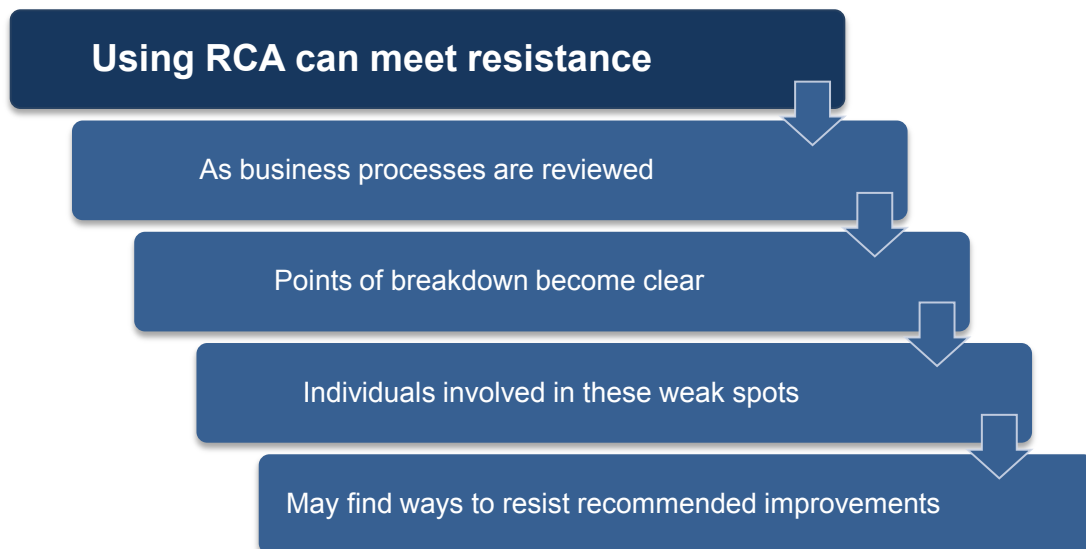 Using RCA can meet resistance
As business processes are reviewed
Points of breakdown become clear
Individuals involved in these weak spots
May find ways to resist recommended improvements